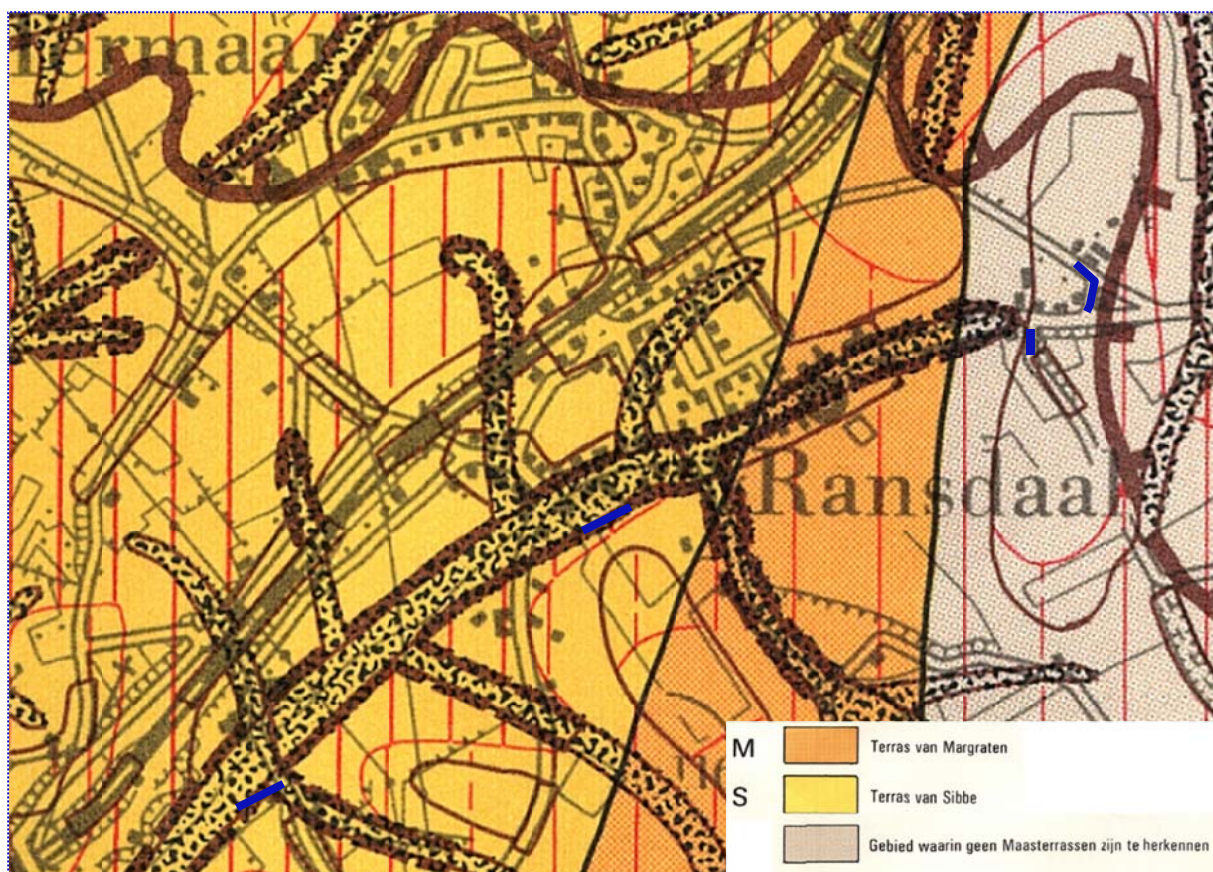 Ransdaal
M Terras van Margraten
S Terras van Sibbe
Gebied waarin geen Maasterrassen zijn te herkennen